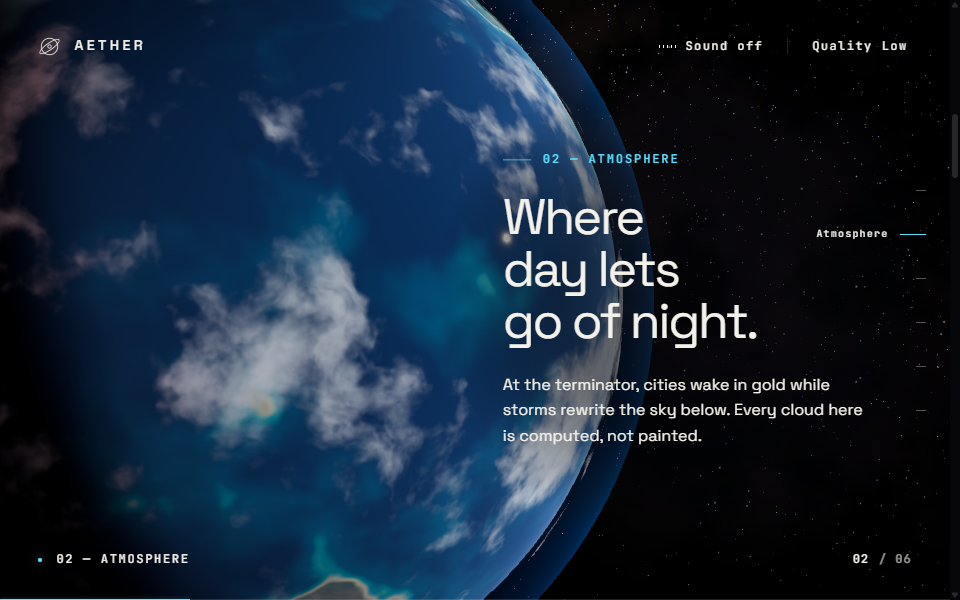 AETHER
Sound off
Quality Low
02 — ATMOSPHERE
Where
day lets
go of night.
Atmosphere
At the terminator, cities wake in gold while
storms rewrite the sky below. Every cloud here
is computed, not painted.
02 — ATMOSPHERE
02 / 06